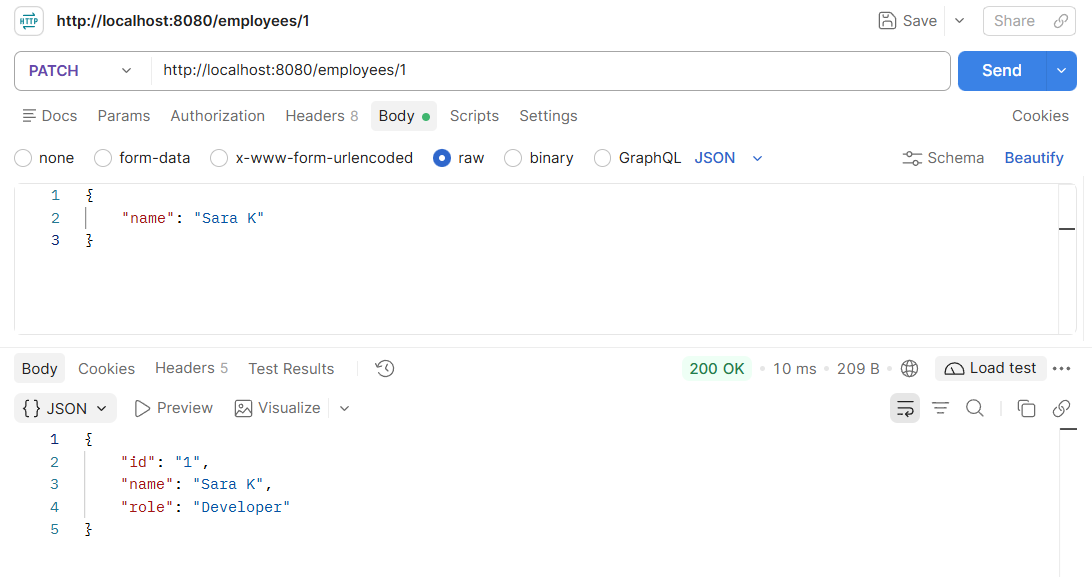 HTTP http://localhost:8080/employees/1 Save Share
PATCH http://localhost:8080/employees/1 Send
Docs Params Authorization Headers 8 Body Scripts Settings Cookies
none form-data x-www-form-urlencoded raw binary GraphQL JSON Schema Beautify
1 {
2 "name": "Sara K"
3 }
Body Cookies Headers 5 Test Results 200 OK • 10 ms • 209 B • Load test
{} JSON Preview Visualize
1 {
2 "id": "1",
3 "name": "Sara K",
4 "role": "Developer"
5 }